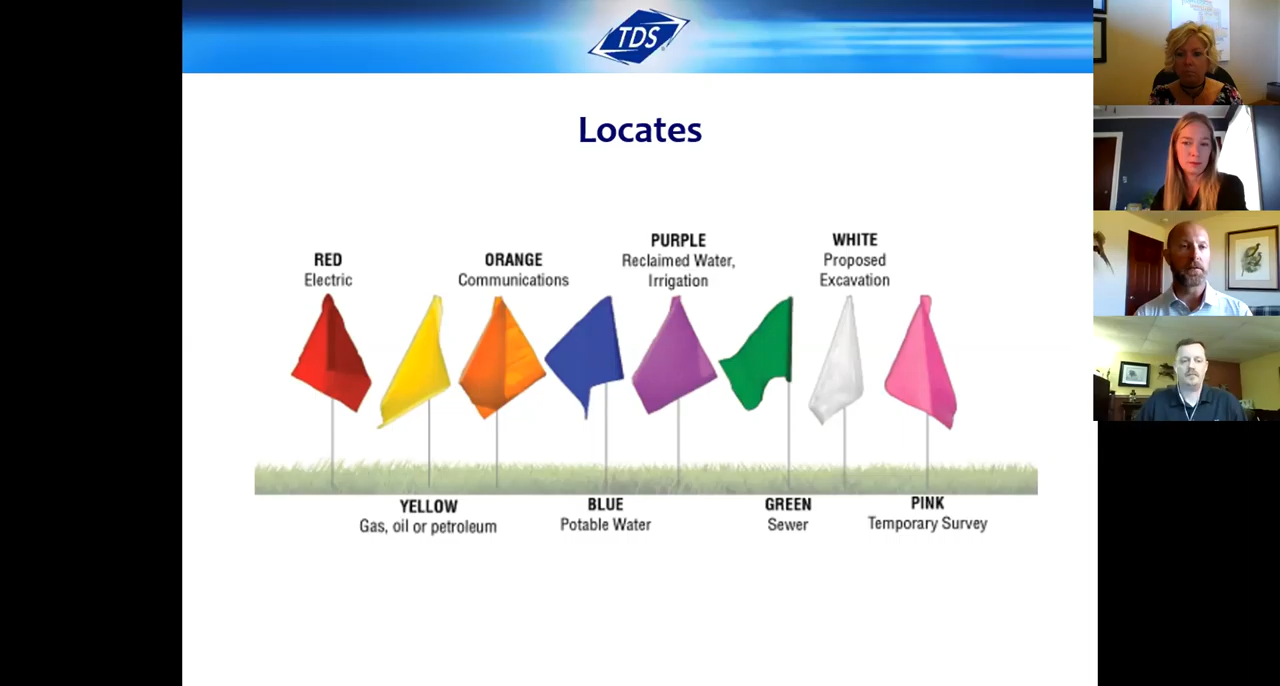 TDS
Locates
RED
Electric
ORANGE
Communications
PURPLE
Reclaimed Water,
Irrigation
WHITE
Proposed
Excavation
YELLOW
Gas, oil or petroleum
BLUE
Potable Water
GREEN
Sewer
PINK
Temporary Survey